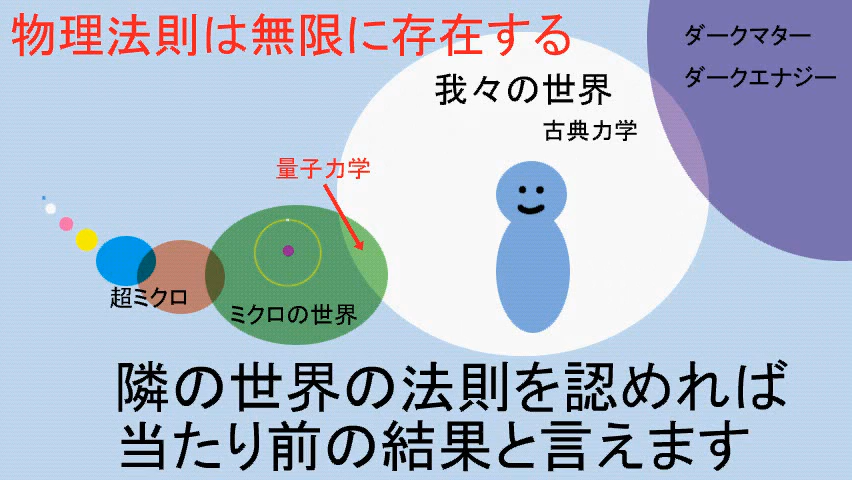 物理法則は無限に存在する
ダークマター
ダークエナジー
我々の世界
古典力学
量子力学
超ミクロ
ミクロの世界
隣の世界の法則を認めれば
当たり前の結果と言えます